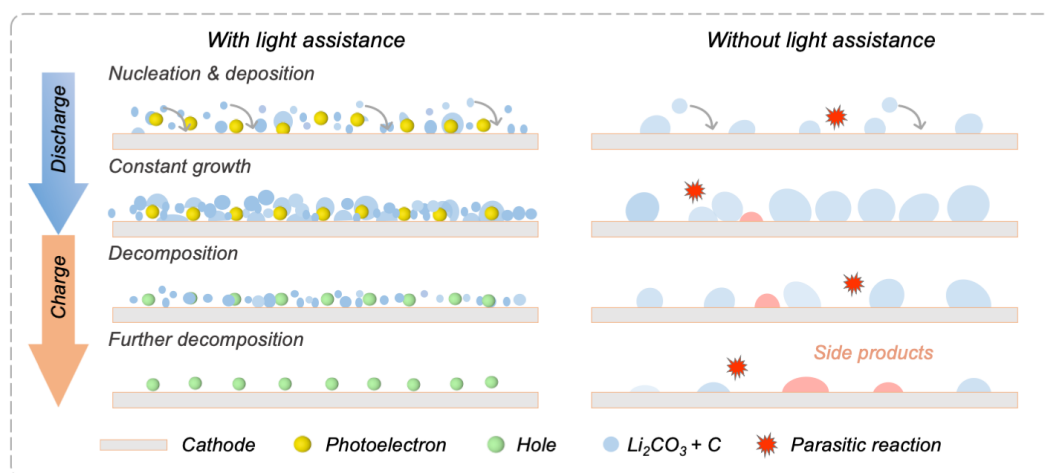 With light assistance
Without light assistance
Discharge
Nucleation & deposition
Constant growth
Charge
Decomposition
Further decomposition
Side products
Cathode
Photoelectron
Hole
Li₂CO₃ + C
Parasitic reaction